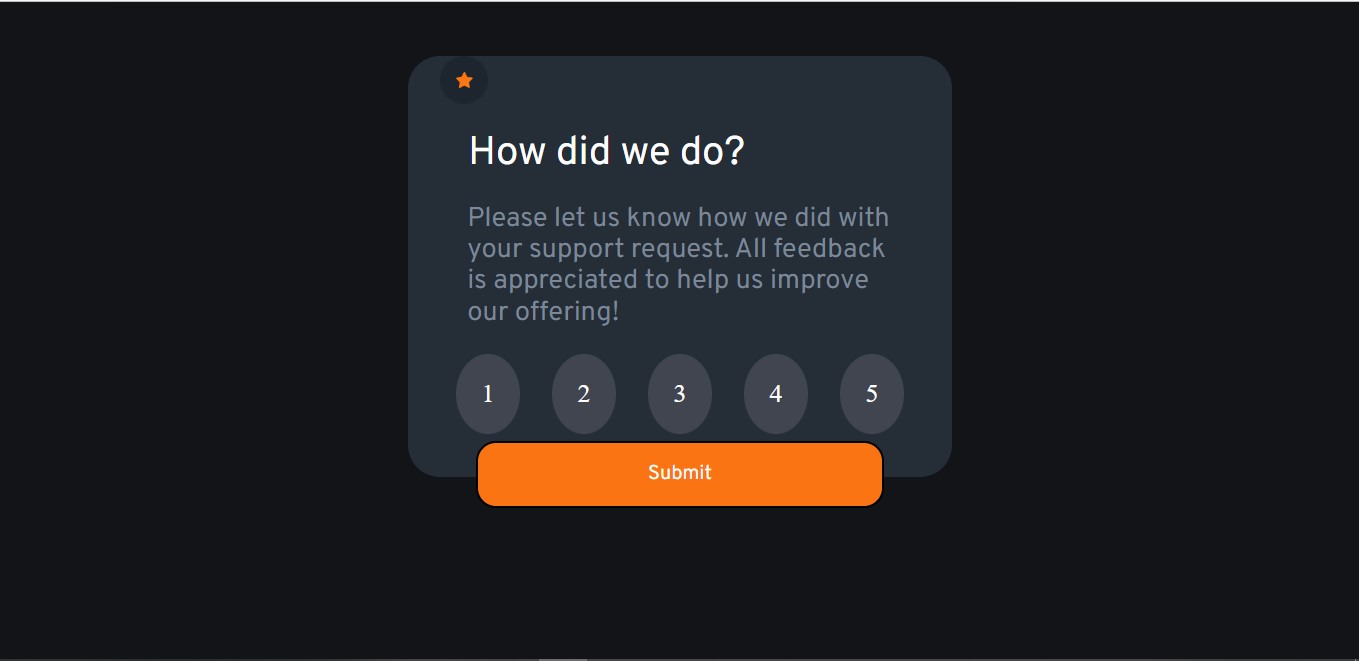 How did we do?
Please let us know how we did with
your support request. All feedback
is appreciated to help us improve
our offering!
1 2 3 4 5
Submit